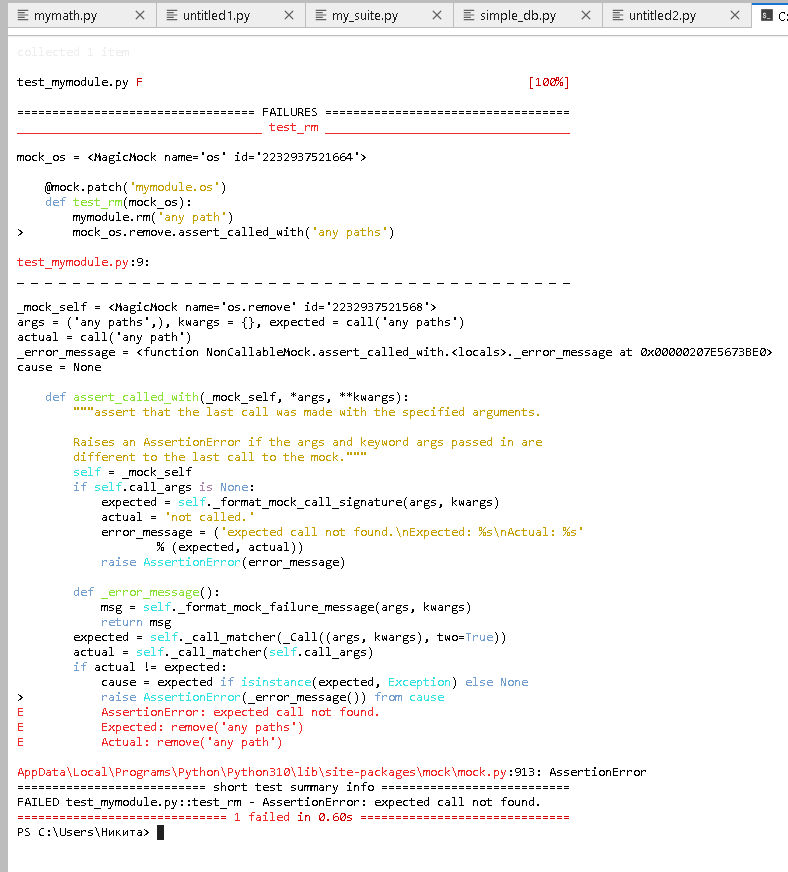 mymath.py
untitled1.py
my_suite.py
simple_db.py
untitled2.py
C:
collected 1 item
test_mymodule.py F [100%]
================================== FAILURES ===================================
___________________________________ test_rm ___________________________________
mock_os = <MagicMock name='os' id='2232937521664'>
    @mock.patch('mymodule.os')
    def test_rm(mock_os):
        mymodule.rm('any path')
>       mock_os.remove.assert_called_with('any paths')
test_mymodule.py:9:
_ _ _ _ _ _ _ _ _ _ _ _ _ _ _ _ _ _ _ _ _ _ _ _ _ _ _ _ _ _ _ _ _ _ _ _ _ _ _ _
_mock_self = <MagicMock name='os.remove' id='2232937521568'>
args = ('any paths',), kwargs = {}, expected = call('any paths')
actual = call('any path')
_error_message = <function NonCallableMock.assert_called_with.<locals>._error_message at 0x00000207E5673BE0>
cause = None
    def assert_called_with(_mock_self, *args, **kwargs):
        """assert that the last call was made with the specified arguments.
        Raises an AssertionError if the args and keyword args passed in are
        different to the last call to the mock."""
        self = _mock_self
        if self.call_args is None:
            expected = self._format_mock_call_signature(args, kwargs)
            actual = 'not called.'
            error_message = ('expected call not found.\nExpected: %s\nActual: %s'
                    % (expected, actual))
            raise AssertionError(error_message)
        def _error_message():
            msg = self._format_mock_failure_message(args, kwargs)
            return msg
        expected = self._call_matcher(_Call((args, kwargs), two=True))
        actual = self._call_matcher(self.call_args)
        if actual != expected:
            cause = expected if isinstance(expected, Exception) else None
>           raise AssertionError(_error_message()) from cause
E           AssertionError: expected call not found.
E           Expected: remove('any paths')
E           Actual: remove('any path')
AppData\Local\Programs\Python\Python310\lib\site-packages\mock\mock.py:913: AssertionError
=========================== short test summary info ===========================
FAILED test_mymodule.py::test_rm - AssertionError: expected call not found.
============================== 1 failed in 0.60s ==============================
PS C:\Users\Никита>